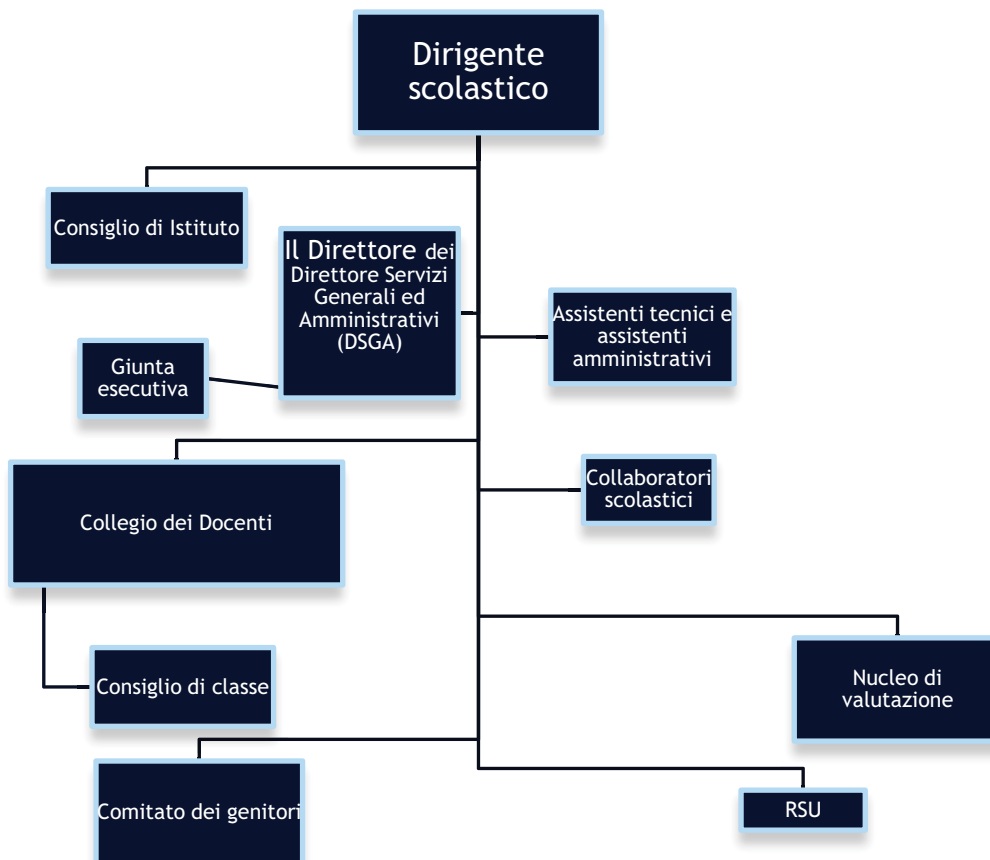 Dirigente
scolastico
Consiglio di Istituto
Il Direttore dei
Direttore Servizi
Generali ed
Amministrativi
(DSGA)
Assistenti tecnici e
assistenti
amministrativi
Giunta
esecutiva
Collaboratori
scolastici
Collegio dei Docenti
Consiglio di classe
Nucleo di
valutazione
Comitato dei genitori
RSU